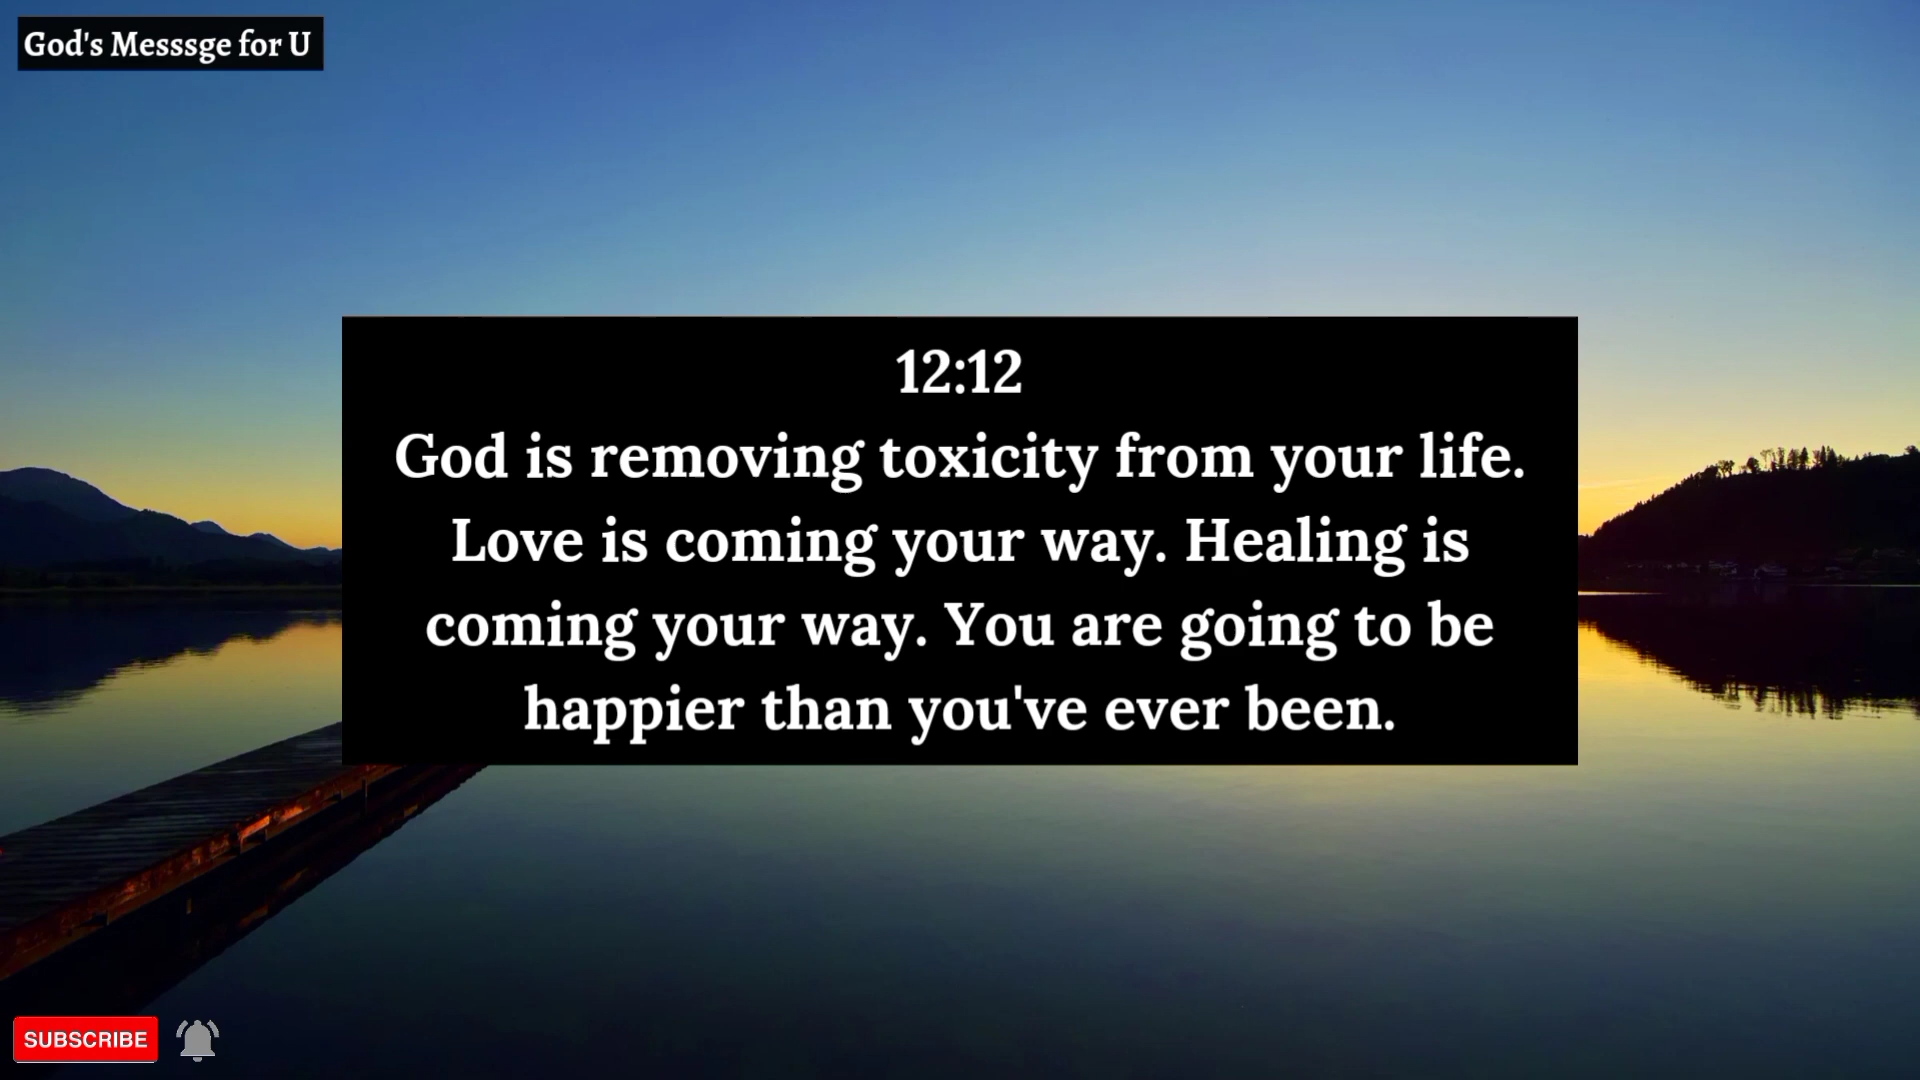 God's Messsge for U
12:12
God is removing toxicity from your life.
Love is coming your way. Healing is
coming your way. You are going to be
happier than you've ever been.
SUBSCRIBE